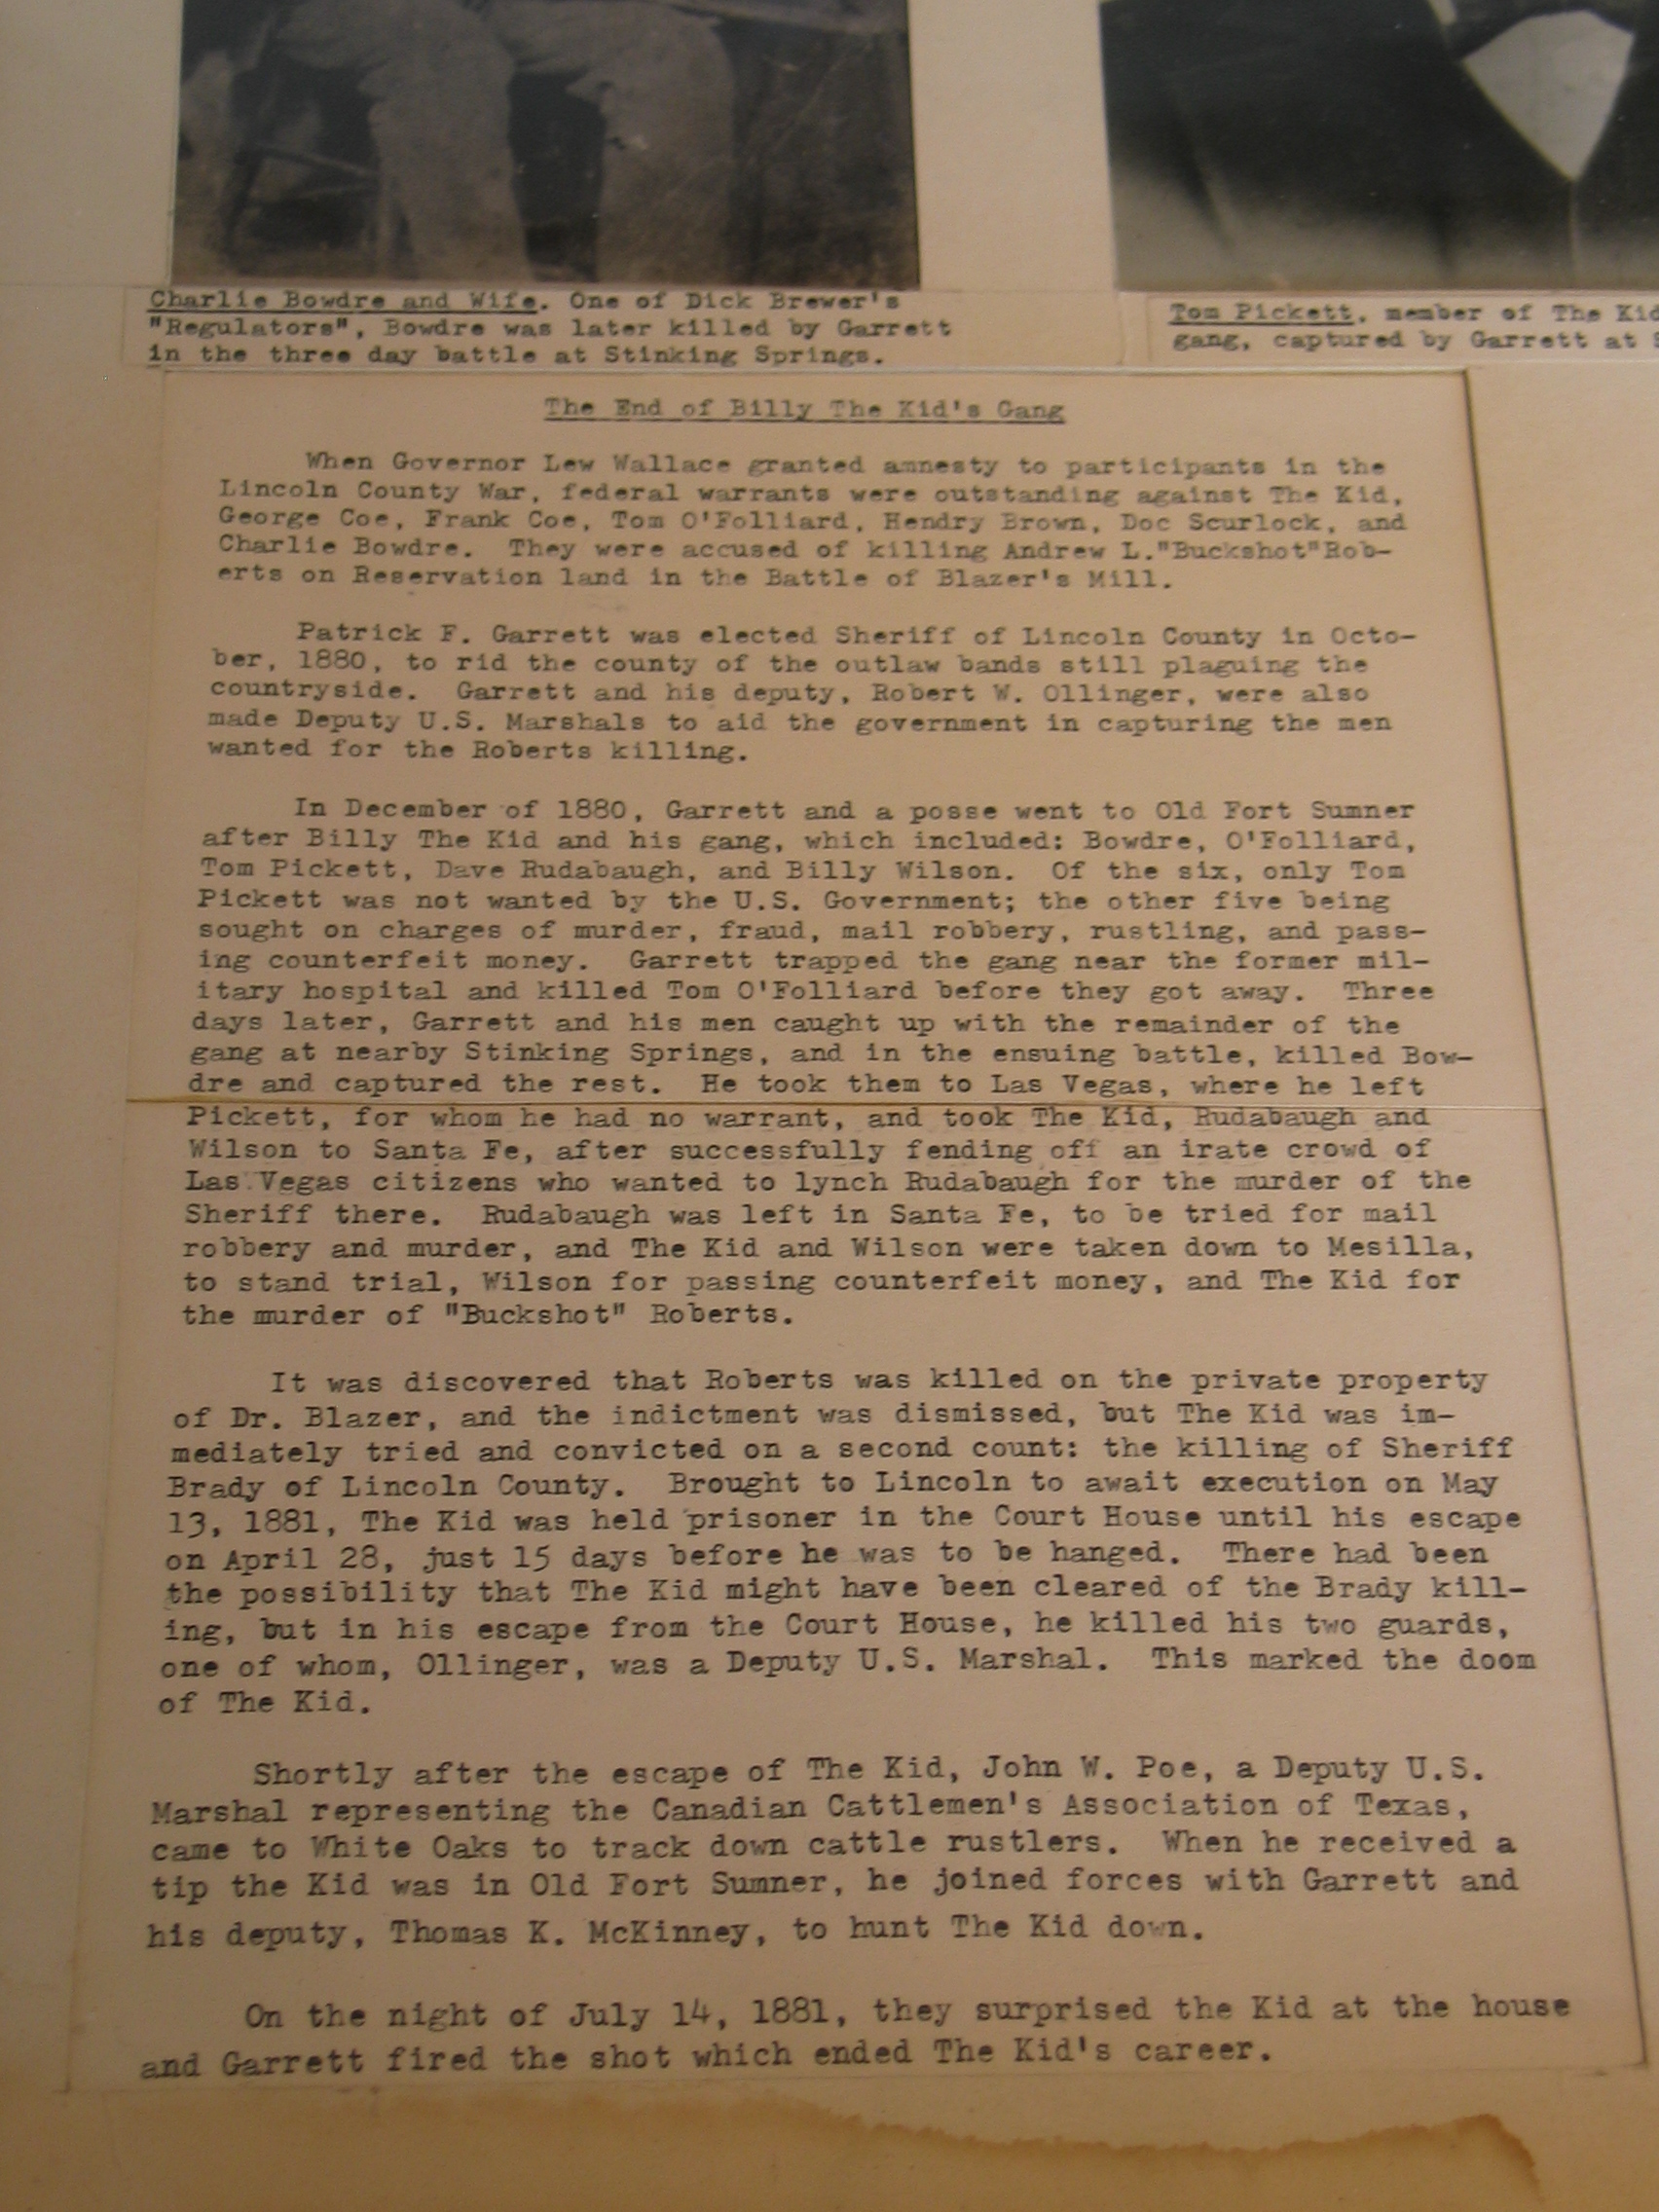 Charlie Bowdre and Wife. One of Dick Brewer's
"Regulators", Bowdre was later killed by Garrett
in the three day battle at Stinking Springs.
Tom Pickett, member of The Kid
gang, captured by Garrett at S
The End of Billy The Kid's Gang
When Governor Lew Wallace granted amnesty to participants in the
Lincoln County War, federal warrants were outstanding against The Kid,
George Coe, Frank Coe, Tom O'Folliard, Hendry Brown, Doc Scurlock, and
Charlie Bowdre. They were accused of killing Andrew L."Buckshot"Rob-
erts on Reservation land in the Battle of Blazer's Mill.
Patrick F. Garrett was elected Sheriff of Lincoln County in Octo-
ber, 1880, to rid the county of the outlaw bands still plaguing the
countryside. Garrett and his deputy, Robert W. Ollinger, were also
made Deputy U.S. Marshals to aid the government in capturing the men
wanted for the Roberts killing.
In December of 1880, Garrett and a posse went to Old Fort Sumner
after Billy The Kid and his gang, which included: Bowdre, O'Folliard,
Tom Pickett, Dave Rudabaugh, and Billy Wilson. Of the six, only Tom
Pickett was not wanted by the U.S. Government; the other five being
sought on charges of murder, fraud, mail robbery, rustling, and pass-
ing counterfeit money. Garrett trapped the gang near the former mil-
itary hospital and killed Tom O'Folliard before they got away. Three
days later, Garrett and his men caught up with the remainder of the
gang at nearby Stinking Springs, and in the ensuing battle, killed Bow-
dre and captured the rest. He took them to Las Vegas, where he left
Pickett, for whom he had no warrant, and took The Kid, Rudabaugh and
Wilson to Santa Fe, after successfully fending off an irate crowd of
Las Vegas citizens who wanted to lynch Rudabaugh for the murder of the
Sheriff there. Rudabaugh was left in Santa Fe, to be tried for mail
robbery and murder, and The Kid and Wilson were taken down to Mesilla,
to stand trial, Wilson for passing counterfeit money, and The Kid for
the murder of "Buckshot" Roberts.
It was discovered that Roberts was killed on the private property
of Dr. Blazer, and the indictment was dismissed, but The Kid was im-
mediately tried and convicted on a second count: the killing of Sheriff
Brady of Lincoln County. Brought to Lincoln to await execution on May
13, 1881, The Kid was held prisoner in the Court House until his escape
on April 28, just 15 days before he was to be hanged. There had been
the possibility that The Kid might have been cleared of the Brady kill-
ing, but in his escape from the Court House, he killed his two guards,
one of whom, Ollinger, was a Deputy U.S. Marshal. This marked the doom
of The Kid.
Shortly after the escape of The Kid, John W. Poe, a Deputy U.S.
Marshal representing the Canadian Cattlemen's Association of Texas,
came to White Oaks to track down cattle rustlers. When he received a
tip the Kid was in Old Fort Sumner, he joined forces with Garrett and
his deputy, Thomas K. McKinney, to hunt The Kid down.
On the night of July 14, 1881, they surprised the Kid at the house
and Garrett fired the shot which ended The Kid's career.